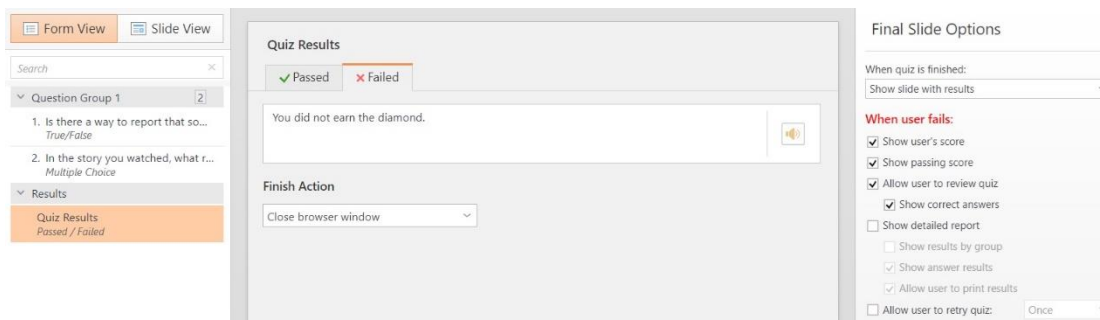 Form View
Slide View
Search
Question Group 1
2
1. Is there a way to report that so...
True/False
2. In the story you watched, what r...
Multiple Choice
Results
Quiz Results
Passed / Failed
Quiz Results
Passed
Failed
You did not earn the diamond.
Finish Action
Close browser window
Final Slide Options
When quiz is finished:
Show slide with results
When user fails:
Show user's score
Show passing score
Allow user to review quiz
Show correct answers
Show detailed report
Show results by group
Show answer results
Allow user to print results
Allow user to retry quiz:
Once